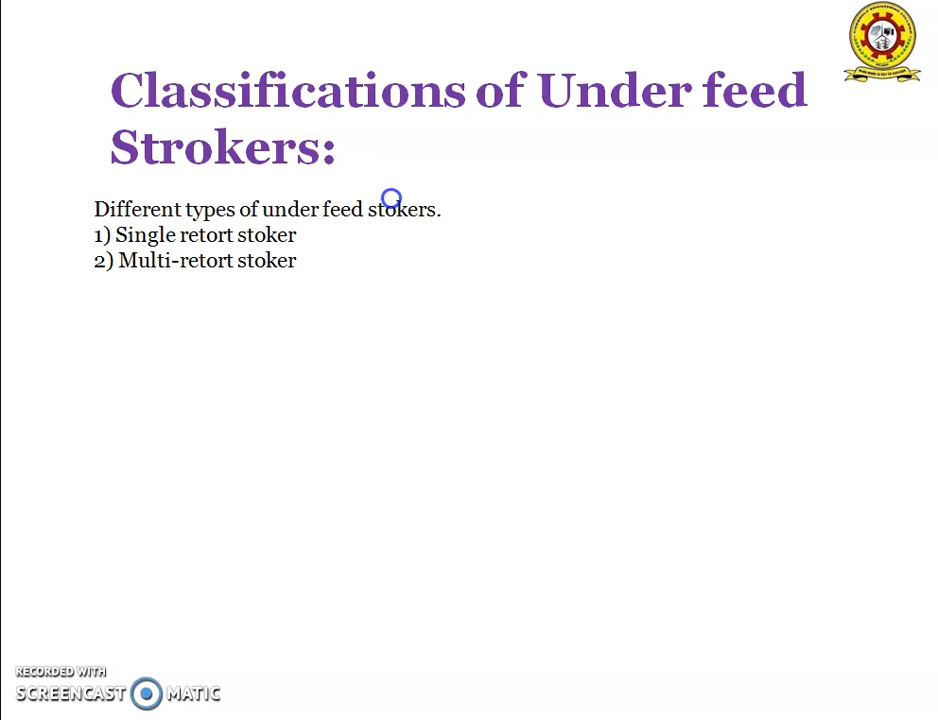 Classifications of Under feed
Strokers:
Different types of under feed stokers.
1) Single retort stoker
2) Multi-retort stoker
RECORDED WITH
SCREENCAST MATIC